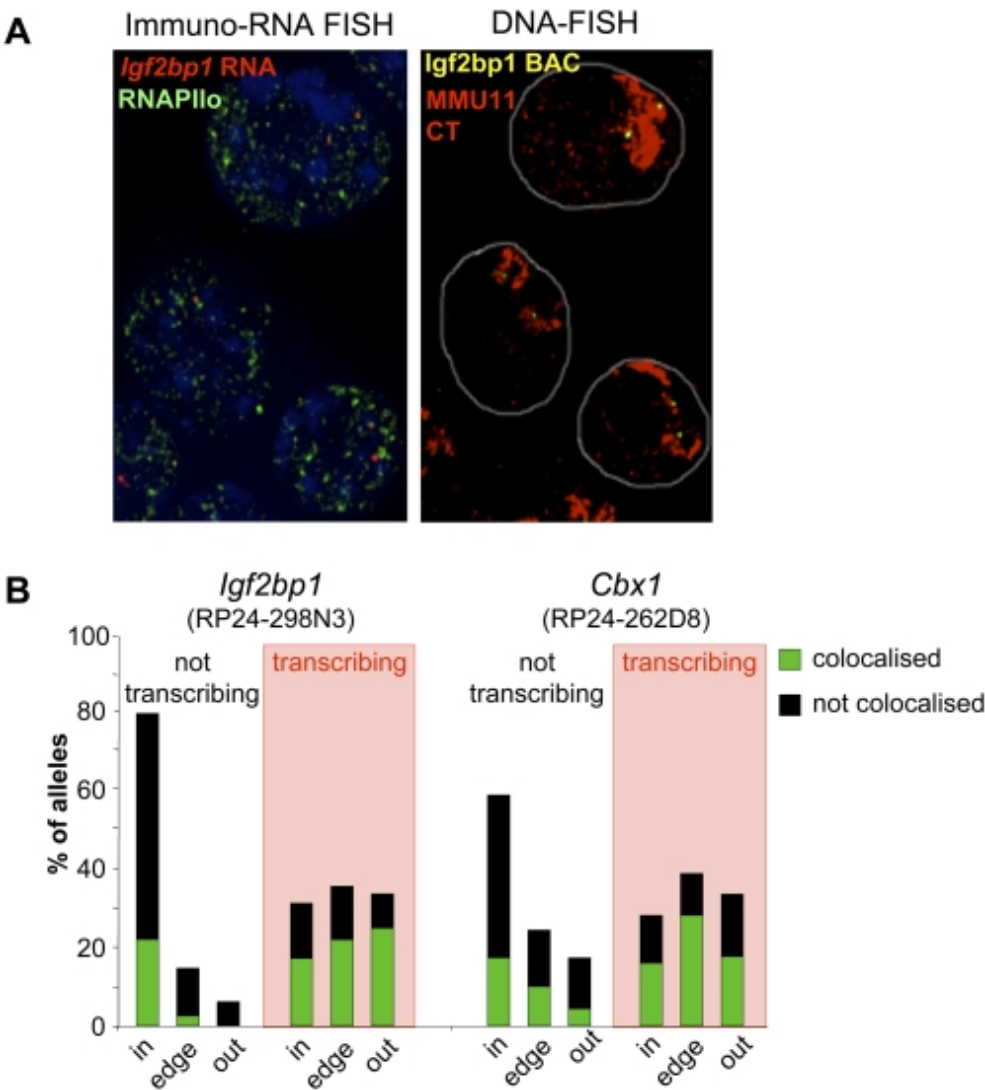 A
Immuno-RNA FISH
DNA-FISH
Igf2bp1 RNA
RNAPIIo
Igf2bp1 BAC
MMU11
CT
B
Igf2bp1
(RP24-298N3)
Cbx1
(RP24-262D8)
% of alleles
100
80
60
40
20
0
not
transcribing
transcribing
not
transcribing
transcribing
colocalised
not colocalised
in
edge
out
in
edge
out
in
edge
out
in
edge
out